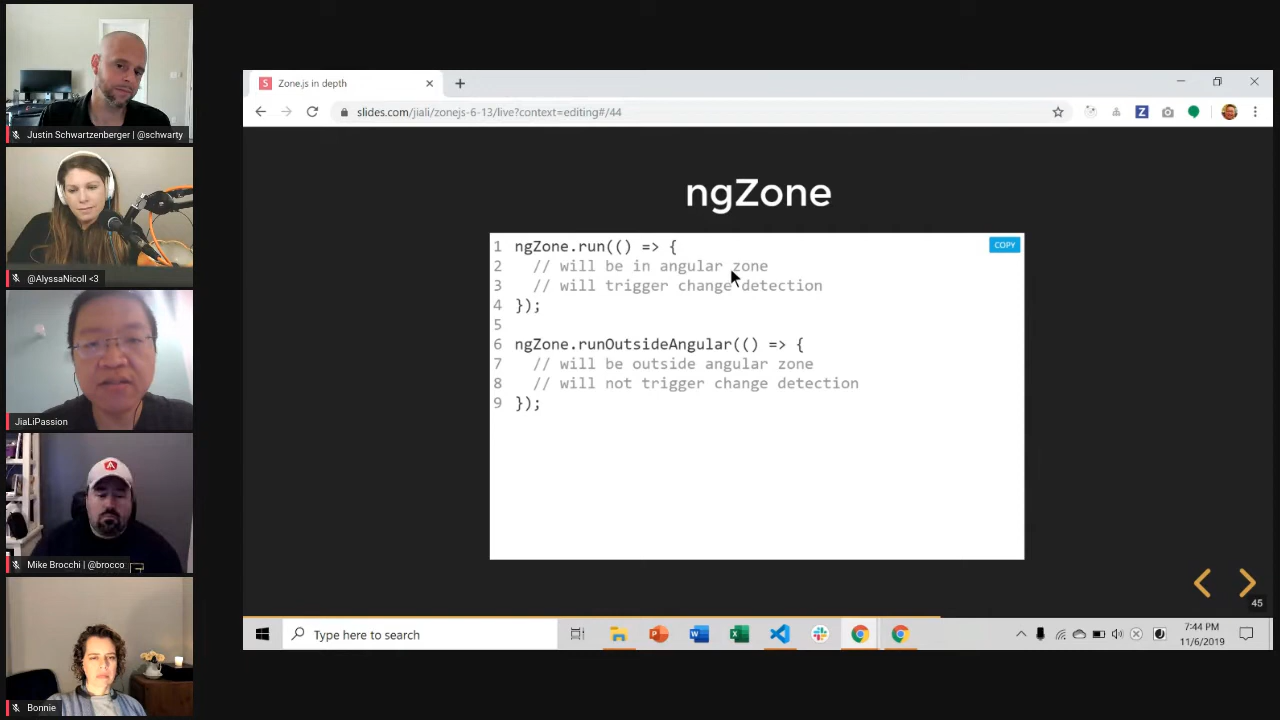 Justin Schwartzenberger | @schwarty
@AlyssaNicoll <3
JiaLiPassion
Mike Brocchi | @brocco
Bonnie
Zone.js in depth
slides.com/jiali/zonejs-6-13/live?context=editing#/44
ngZone
COPY
1 ngZone.run(() => {
2 // will be in angular zone
3 // will trigger change detection
4 });
5
6 ngZone.runOutsideAngular(() => {
7 // will be outside angular zone
8 // will not trigger change detection
9 });
45
Type here to search
7:44 PM
11/6/2019